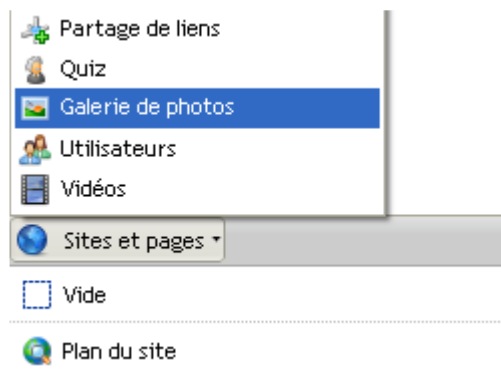 Partage de liens
Quiz
Galerie de photos
Utilisateurs
Vidéos
Sites et pages
Vide
Plan du site